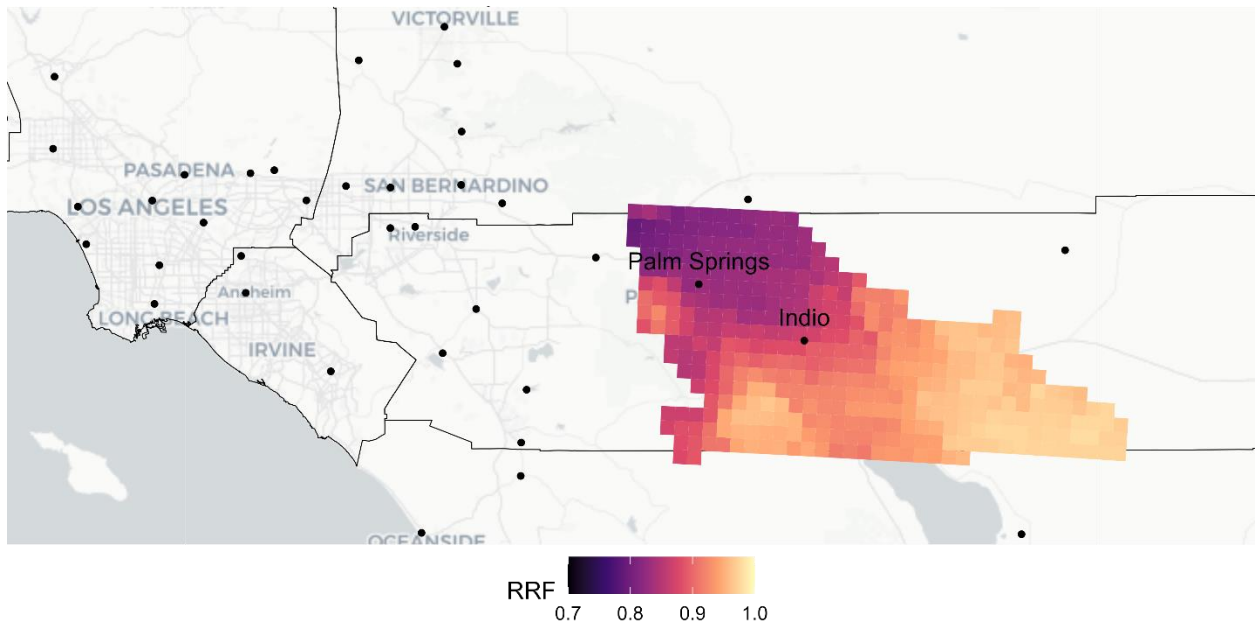 VICTORVILLE
PASADENA
SAN BERNARDINO
LOS ANGELES
Riverside
Palm Springs
Anaheim
LONG BEACH
Indio
IRVINE
OCEANSIDE
RRF
0.7 0.8 0.9 1.0